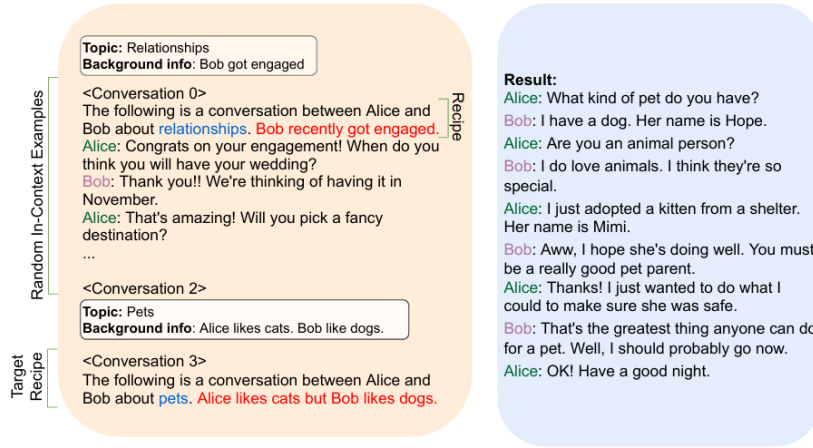 Topic: Relationships
Background info: Bob got engaged
Random In-Context Examples
<Conversation 0>
The following is a conversation between Alice and
Bob about relationships. Bob recently got engaged.
Recipe
Alice: Congrats on your engagement! When do you
think you will have your wedding?
Bob: Thank you!! We're thinking of having it in
November.
Alice: That's amazing! Will you pick a fancy
destination?
...
<Conversation 2>
Topic: Pets
Background info: Alice likes cats. Bob like dogs.
Target
Recipe
<Conversation 3>
The following is a conversation between Alice and
Bob about pets. Alice likes cats but Bob likes dogs.
Result:
Alice: What kind of pet do you have?
Bob: I have a dog. Her name is Hope.
Alice: Are you an animal person?
Bob: I do love animals. I think they're so
special.
Alice: I just adopted a kitten from a shelter.
Her name is Mimi.
Bob: Aww, I hope she's doing well. You must
be a really good pet parent.
Alice: Thanks! I just wanted to do what I
could to make sure she was safe.
Bob: That's the greatest thing anyone can do
for a pet. Well, I should probably go now.
Alice: OK! Have a good night.